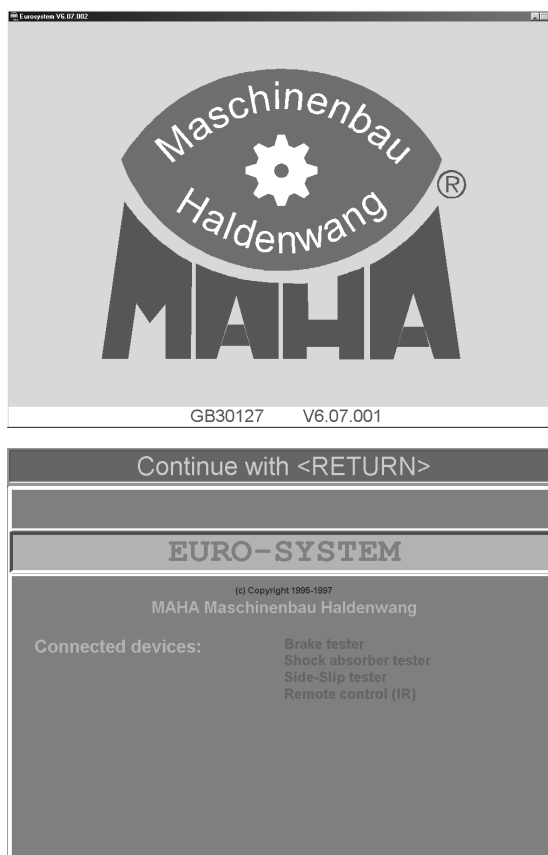 Eurosystem V6.07.002
Maschinenbau
Haldenwang
®
MAHA
GB30127 V6.07.001
Continue with <RETURN>
EURO-SYSTEM
(c) Copyright 1995-1997
MAHA Maschinenbau Haldenwang
Connected devices: Brake tester
Shock absorber tester
Side-Slip tester
Remote control (IR)